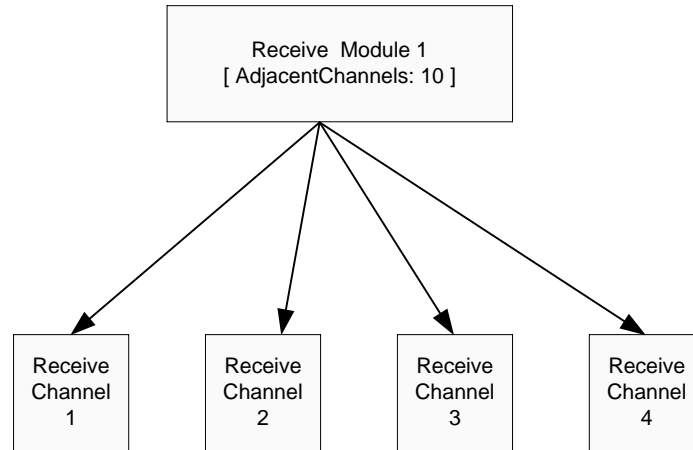 Receive Module 1
[ AdjacentChannels: 10 ]
Receive
Channel
1
Receive
Channel
2
Receive
Channel
3
Receive
Channel
4